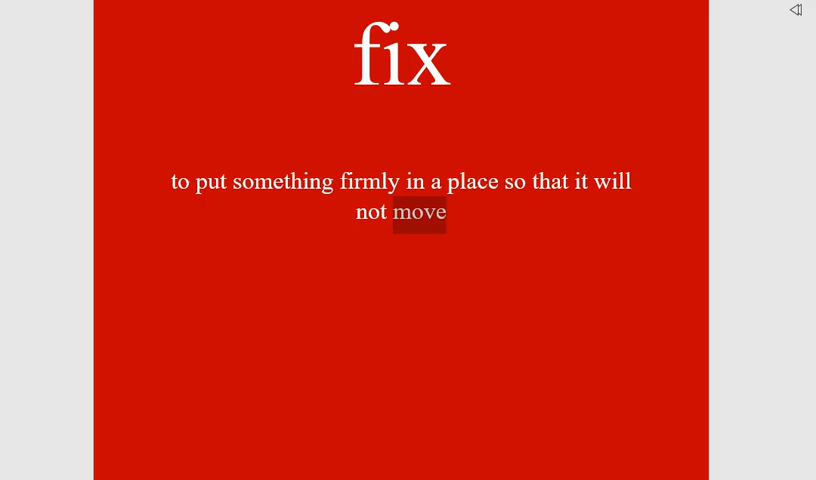 fix
to put something firmly in a place so that it will
not move